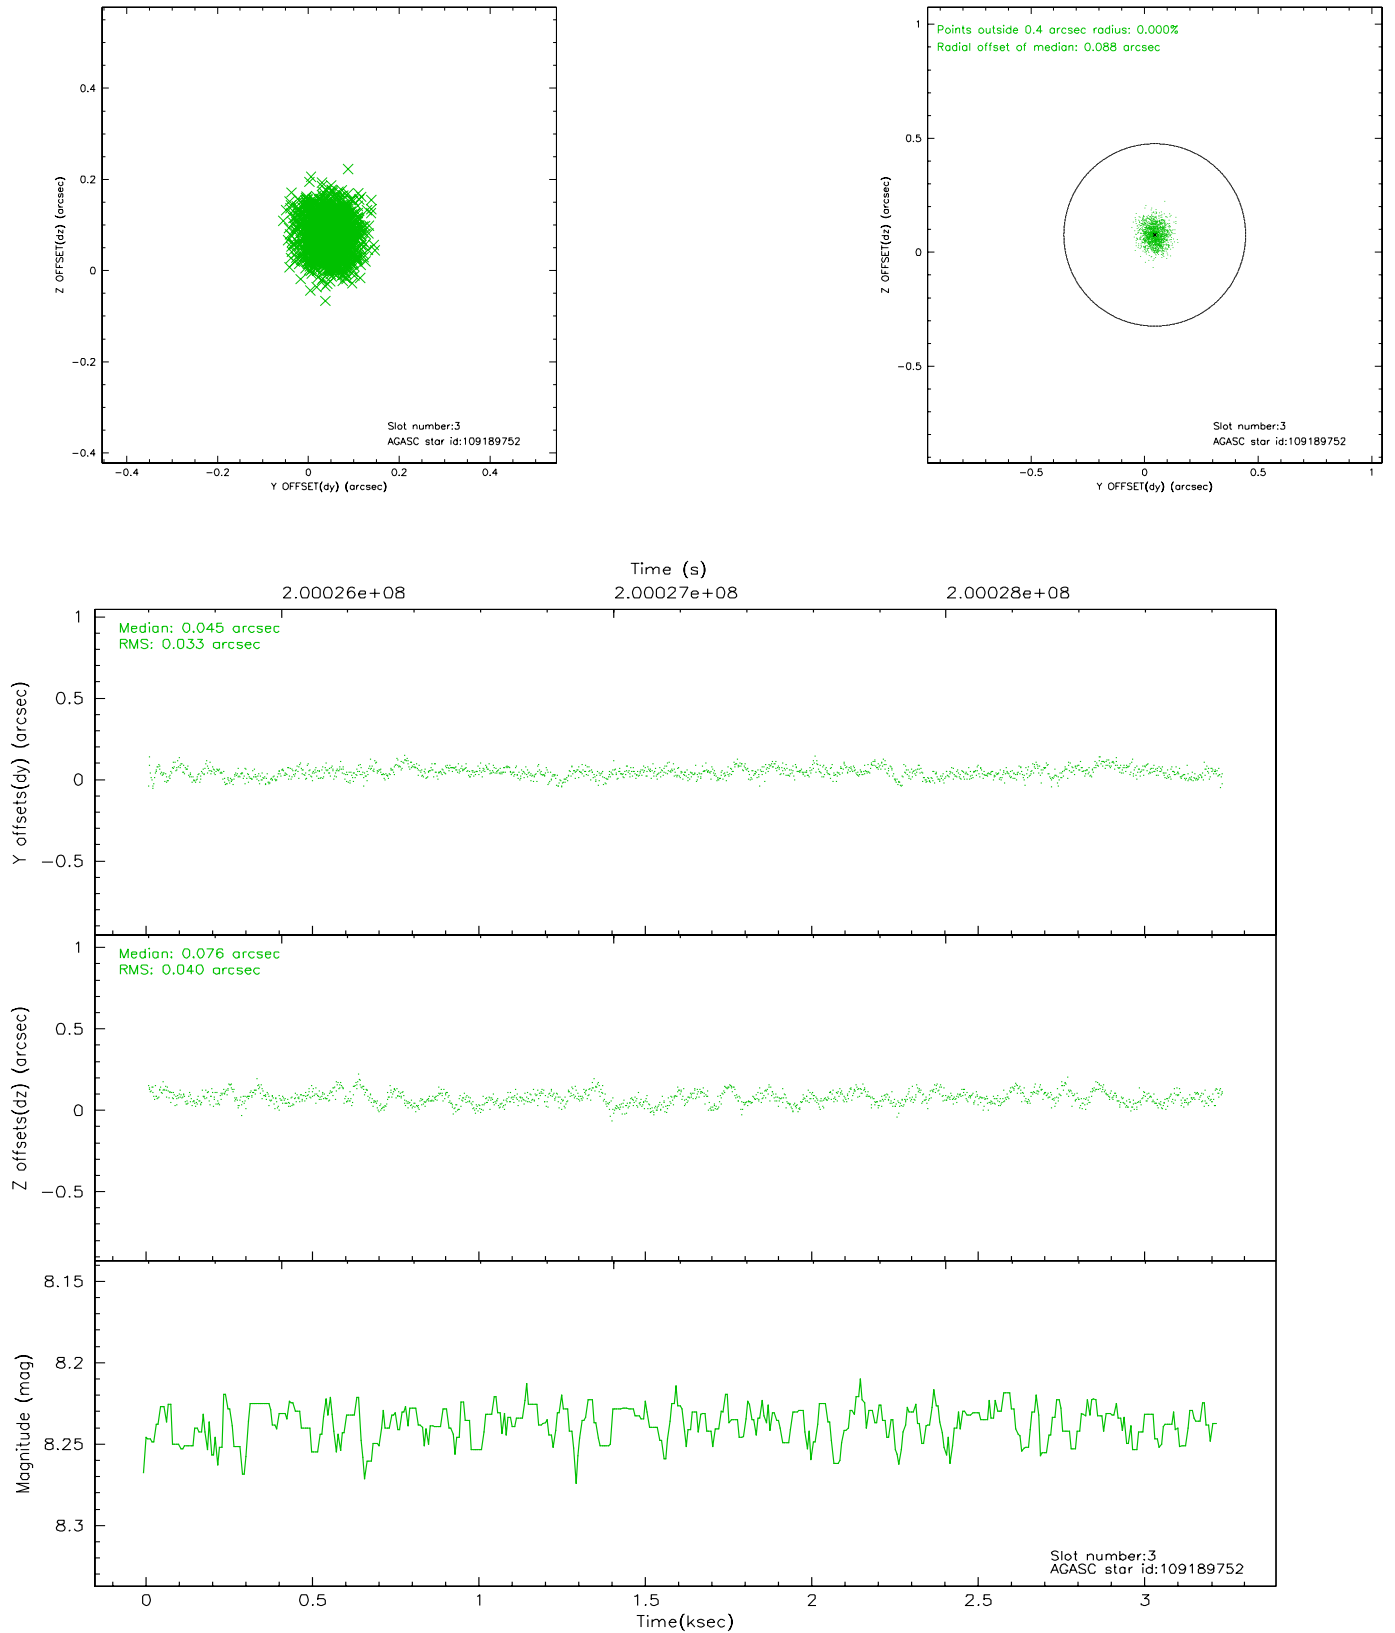 0.4
0.2
0
−0.2
−0.4
Z OFFSET(dz) (arcsec)
Slot number:3
AGASC star id:109189752
−0.4 −0.2 0 0.2 0.4
Y OFFSET(dy) (arcsec)
Points outside 0.4 arcsec radius: 0.000%
Radial offset of median: 0.088 arcsec
1
0.5
0
−0.5
Z OFFSET(dz) (arcsec)
Slot number:3
AGASC star id:109189752
−0.5 0 0.5 1
Y OFFSET(dy) (arcsec)
Time (s)
2.00026e+08 2.00027e+08 2.00028e+08
Median: 0.045 arcsec
RMS: 0.033 arcsec
1
0.5
0
−0.5
Y offsets(dy) (arcsec)
Median: 0.076 arcsec
RMS: 0.040 arcsec
1
0.5
0
−0.5
Z offsets(dz) (arcsec)
8.15
8.2
8.25
8.3
Magnitude (mag)
Slot number:3
AGASC star id:109189752
0 0.5 1 1.5 2 2.5 3
Time(ksec)